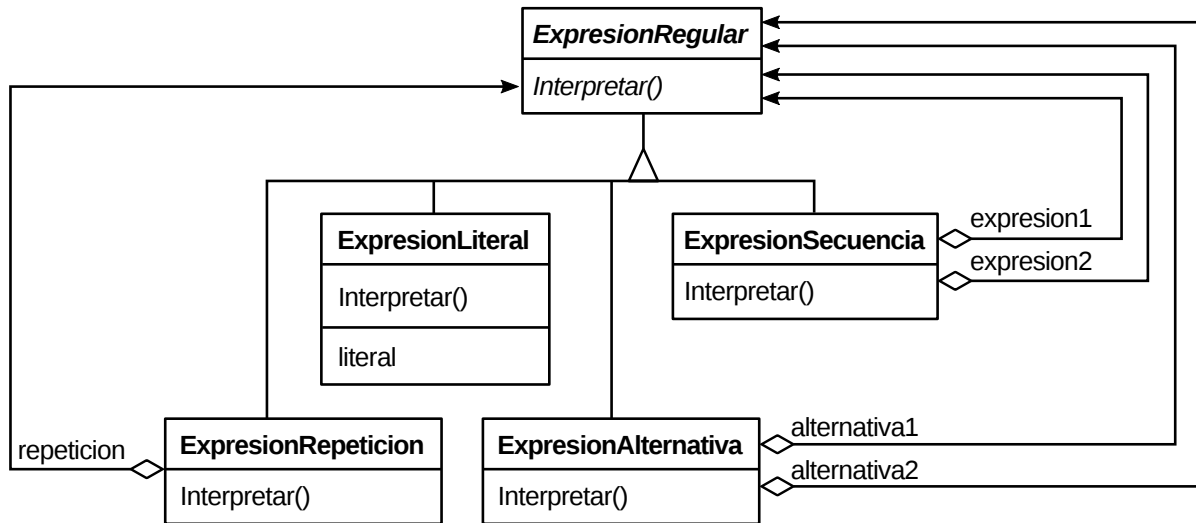 ExpresionRegular
Interpretar()
ExpresionLiteral
Interpretar()
literal
ExpresionSecuencia
Interpretar()
expresion1
expresion2
repeticion
ExpresionRepeticion
Interpretar()
ExpresionAlternativa
Interpretar()
alternativa1
alternativa2